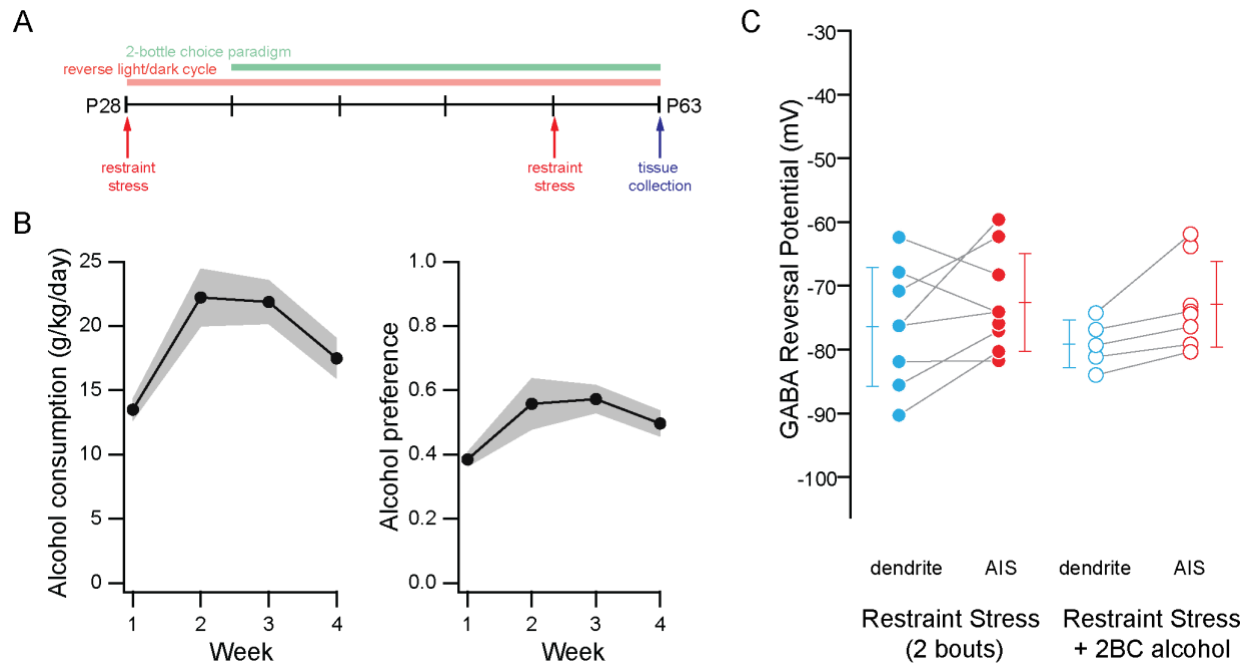 A
2-bottle choice paradigm
reverse light/dark cycle
P28
P63
restraint
stress
restraint
stress
tissue
collection
B
Alcohol consumption (g/kg/day)
25
20
15
10
5
0
1 2 3 4
Week
Alcohol preference
1.0
0.8
0.6
0.4
0.2
0.0
1 2 3 4
Week
C
GABA Reversal Potential (mV)
-30
-40
-50
-60
-70
-80
-90
-100
dendrite AIS dendrite AIS
Restraint Stress
(2 bouts)
Restraint Stress
+ 2BC alcohol